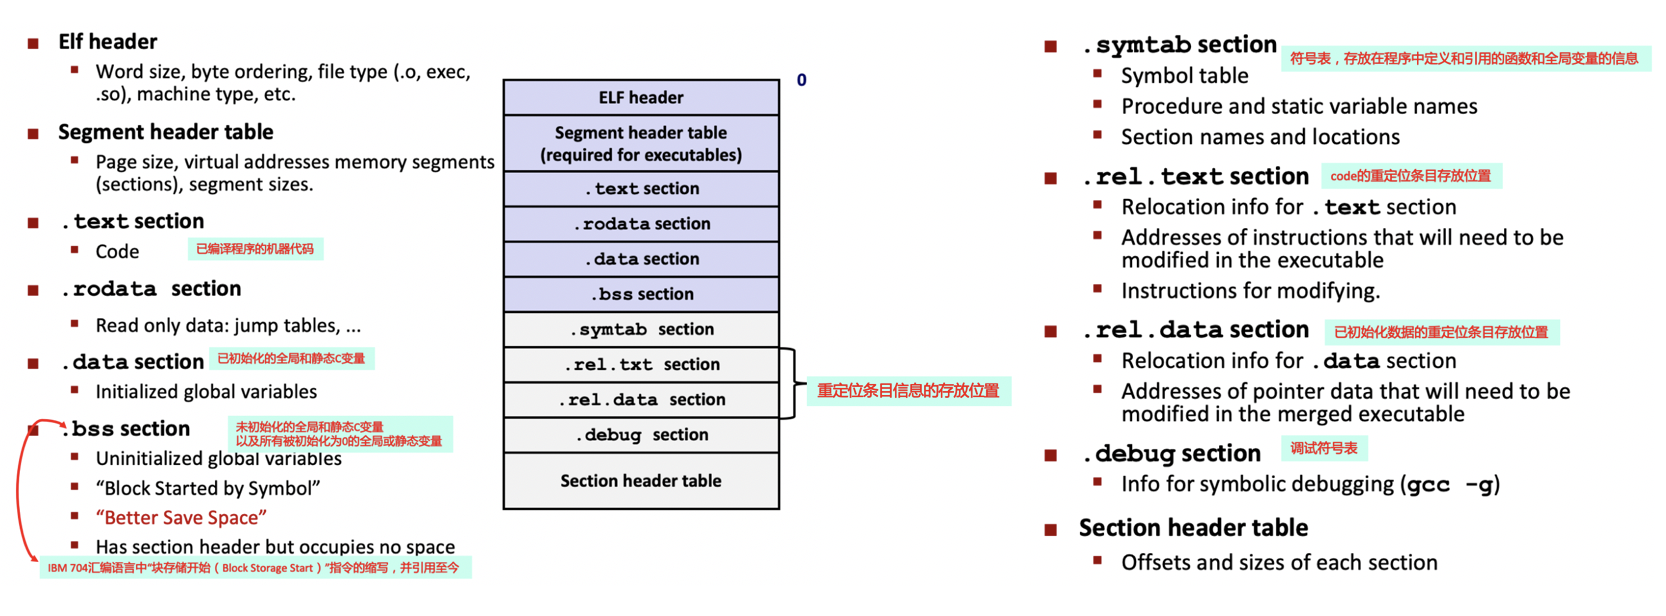 Elf header
Word size, byte ordering, file type (.o, exec,
.so), machine type, etc.
Segment header table
Page size, virtual addresses memory segments
(sections), segment sizes.
.text section
Code
已编译程序的机器代码
.rodata section
Read only data: jump tables, ...
.data section
已初始化的全局和静态C变量
Initialized global variables
.bss section
未初始化的全局和静态C变量
以及所有被初始化为0的全局或静态变量
Uninitialized global variables
“Block Started by Symbol”
“Better Save Space”
Has section header but occupies no space
IBM 704汇编语言中“块存储开始（Block Storage Start）”指令的缩写，并引用至今
0
ELF header
Segment header table
(required for executables)
.text section
.rodata section
.data section
.bss section
.symtab section
.rel.txt section
.rel.data section
.debug section
Section header table
重定位条目信息的存放位置
.symtab section
符号表，存放在程序中定义和引用的函数和全局变量的信息
Symbol table
Procedure and static variable names
Section names and locations
.rel.text section
code的重定位条目存放位置
Relocation info for .text section
Addresses of instructions that will need to be
modified in the executable
Instructions for modifying.
.rel.data section
已初始化数据的重定位条目存放位置
Relocation info for .data section
Addresses of pointer data that will need to be
modified in the merged executable
.debug section
调试符号表
Info for symbolic debugging (gcc -g)
Section header table
Offsets and sizes of each section